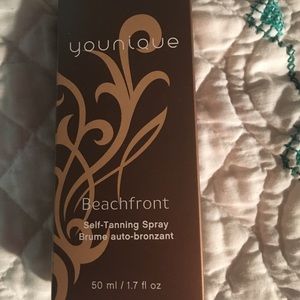 younique
Beachfront
Self-Tanning Spray
Brume auto-bronzant
50 ml / 1.7 fl oz